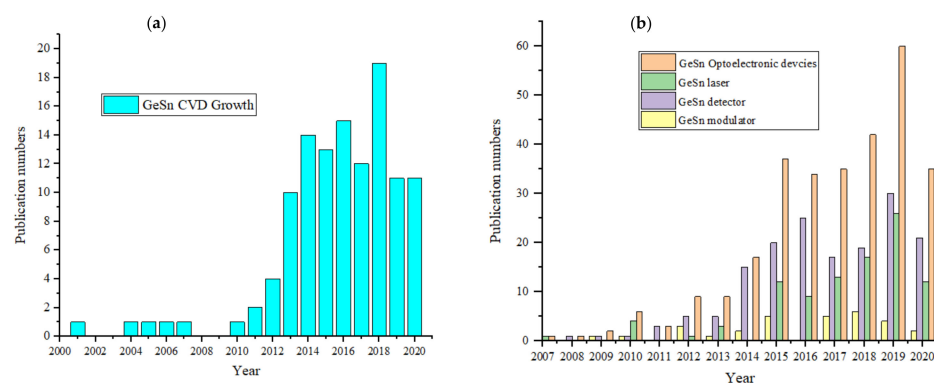 (a)
GeSn CVD Growth
Publication numbers
20
18
16
14
12
10
8
6
4
2
0
2000 2002 2004 2006 2008 2010 2012 2014 2016 2018 2020
Year
(b)
GeSn Optoelectronic devcies
GeSn laser
GeSn detector
GeSn modulator
Publication numbers
60
50
40
30
20
10
0
2007 2008 2009 2010 2011 2012 2013 2014 2015 2016 2017 2018 2019 2020
Year